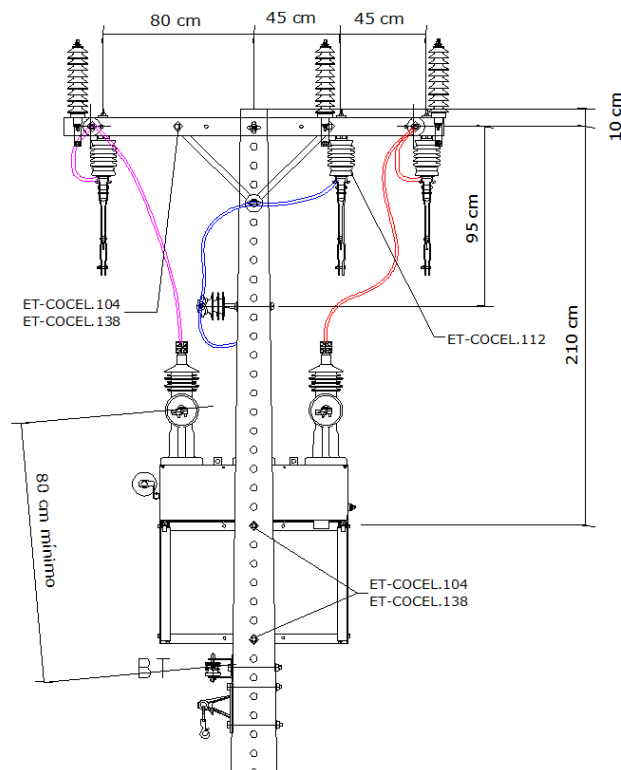 80 cm
45 cm
45 cm
10 cm
95 cm
210 cm
ET-COCEL.104
ET-COCEL.138
ET-COCEL.112
80 cm mínimo
ET-COCEL.104
ET-COCEL.138
BT